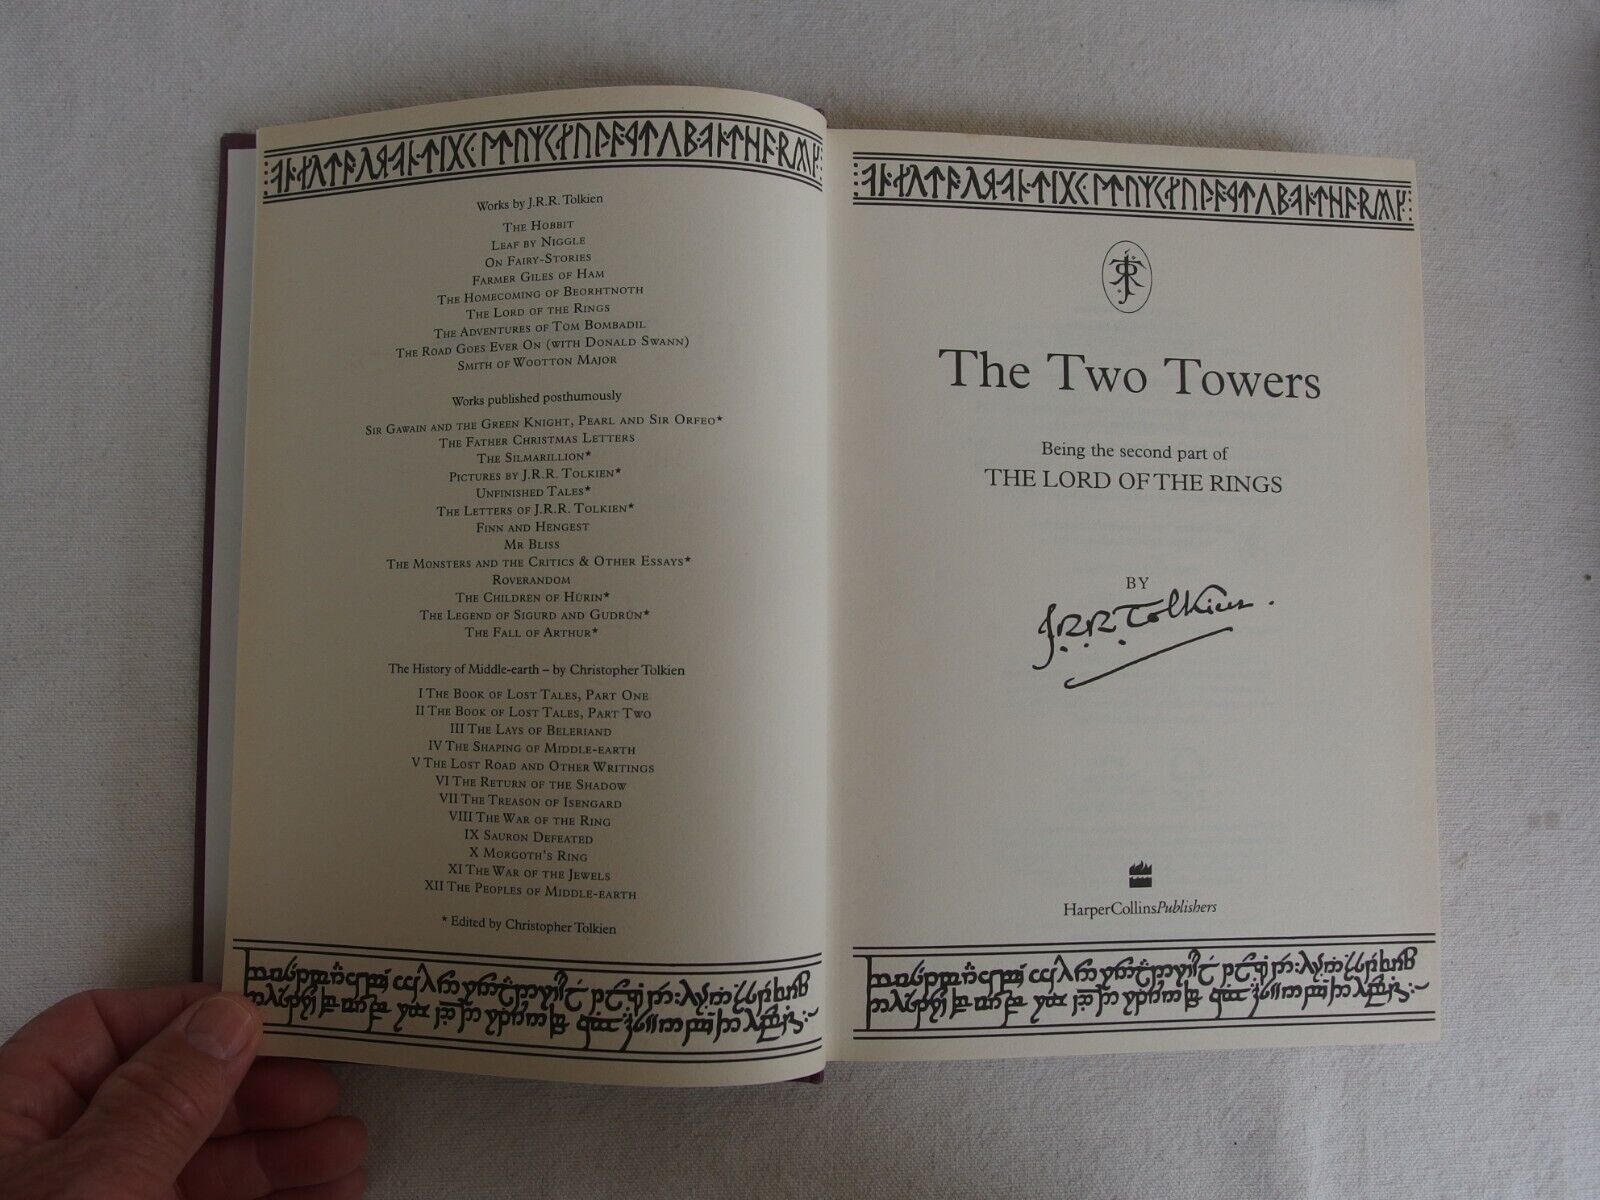 Works by J.R.R. Tolkien
THE HOBBIT
LEAF BY NIGGLE
ON FAIRY-STORIES
FARMER GILES OF HAM
THE HOMECOMING OF BEORHTNOTH
THE LORD OF THE RINGS
THE ADVENTURES OF TOM BOMBADIL
THE ROAD GOES EVER ON (WITH DONALD SWANN)
SMITH OF WOOTTON MAJOR
Works published posthumously
SIR GAWAIN AND THE GREEN KNIGHT, PEARL AND SIR ORFEO*
THE FATHER CHRISTMAS LETTERS
THE SILMARILLION*
PICTURES BY J.R.R. TOLKIEN*
UNFINISHED TALES*
THE LETTERS OF J.R.R. TOLKIEN*
FINN AND HENGEST
MR BLISS
THE MONSTERS AND THE CRITICS & OTHER ESSAYS*
ROVERANDOM
THE CHILDREN OF HÚRIN*
THE LEGEND OF SIGURD AND GUDRÚN*
THE FALL OF ARTHUR*
The History of Middle-earth – by Christopher Tolkien
I THE BOOK OF LOST TALES, PART ONE
II THE BOOK OF LOST TALES, PART TWO
III THE LAYS OF BELERIAND
IV THE SHAPING OF MIDDLE-EARTH
V THE LOST ROAD AND OTHER WRITINGS
VI THE RETURN OF THE SHADOW
VII THE TREASON OF ISENGARD
VIII THE WAR OF THE RING
IX SAURON DEFEATED
X MORGOTH'S RING
XI THE WAR OF THE JEWELS
XII THE PEOPLES OF MIDDLE-EARTH
* Edited by Christopher Tolkien
The Two Towers
Being the second part of
THE LORD OF THE RINGS
BY
J.R.R. Tolkien.
HarperCollinsPublishers